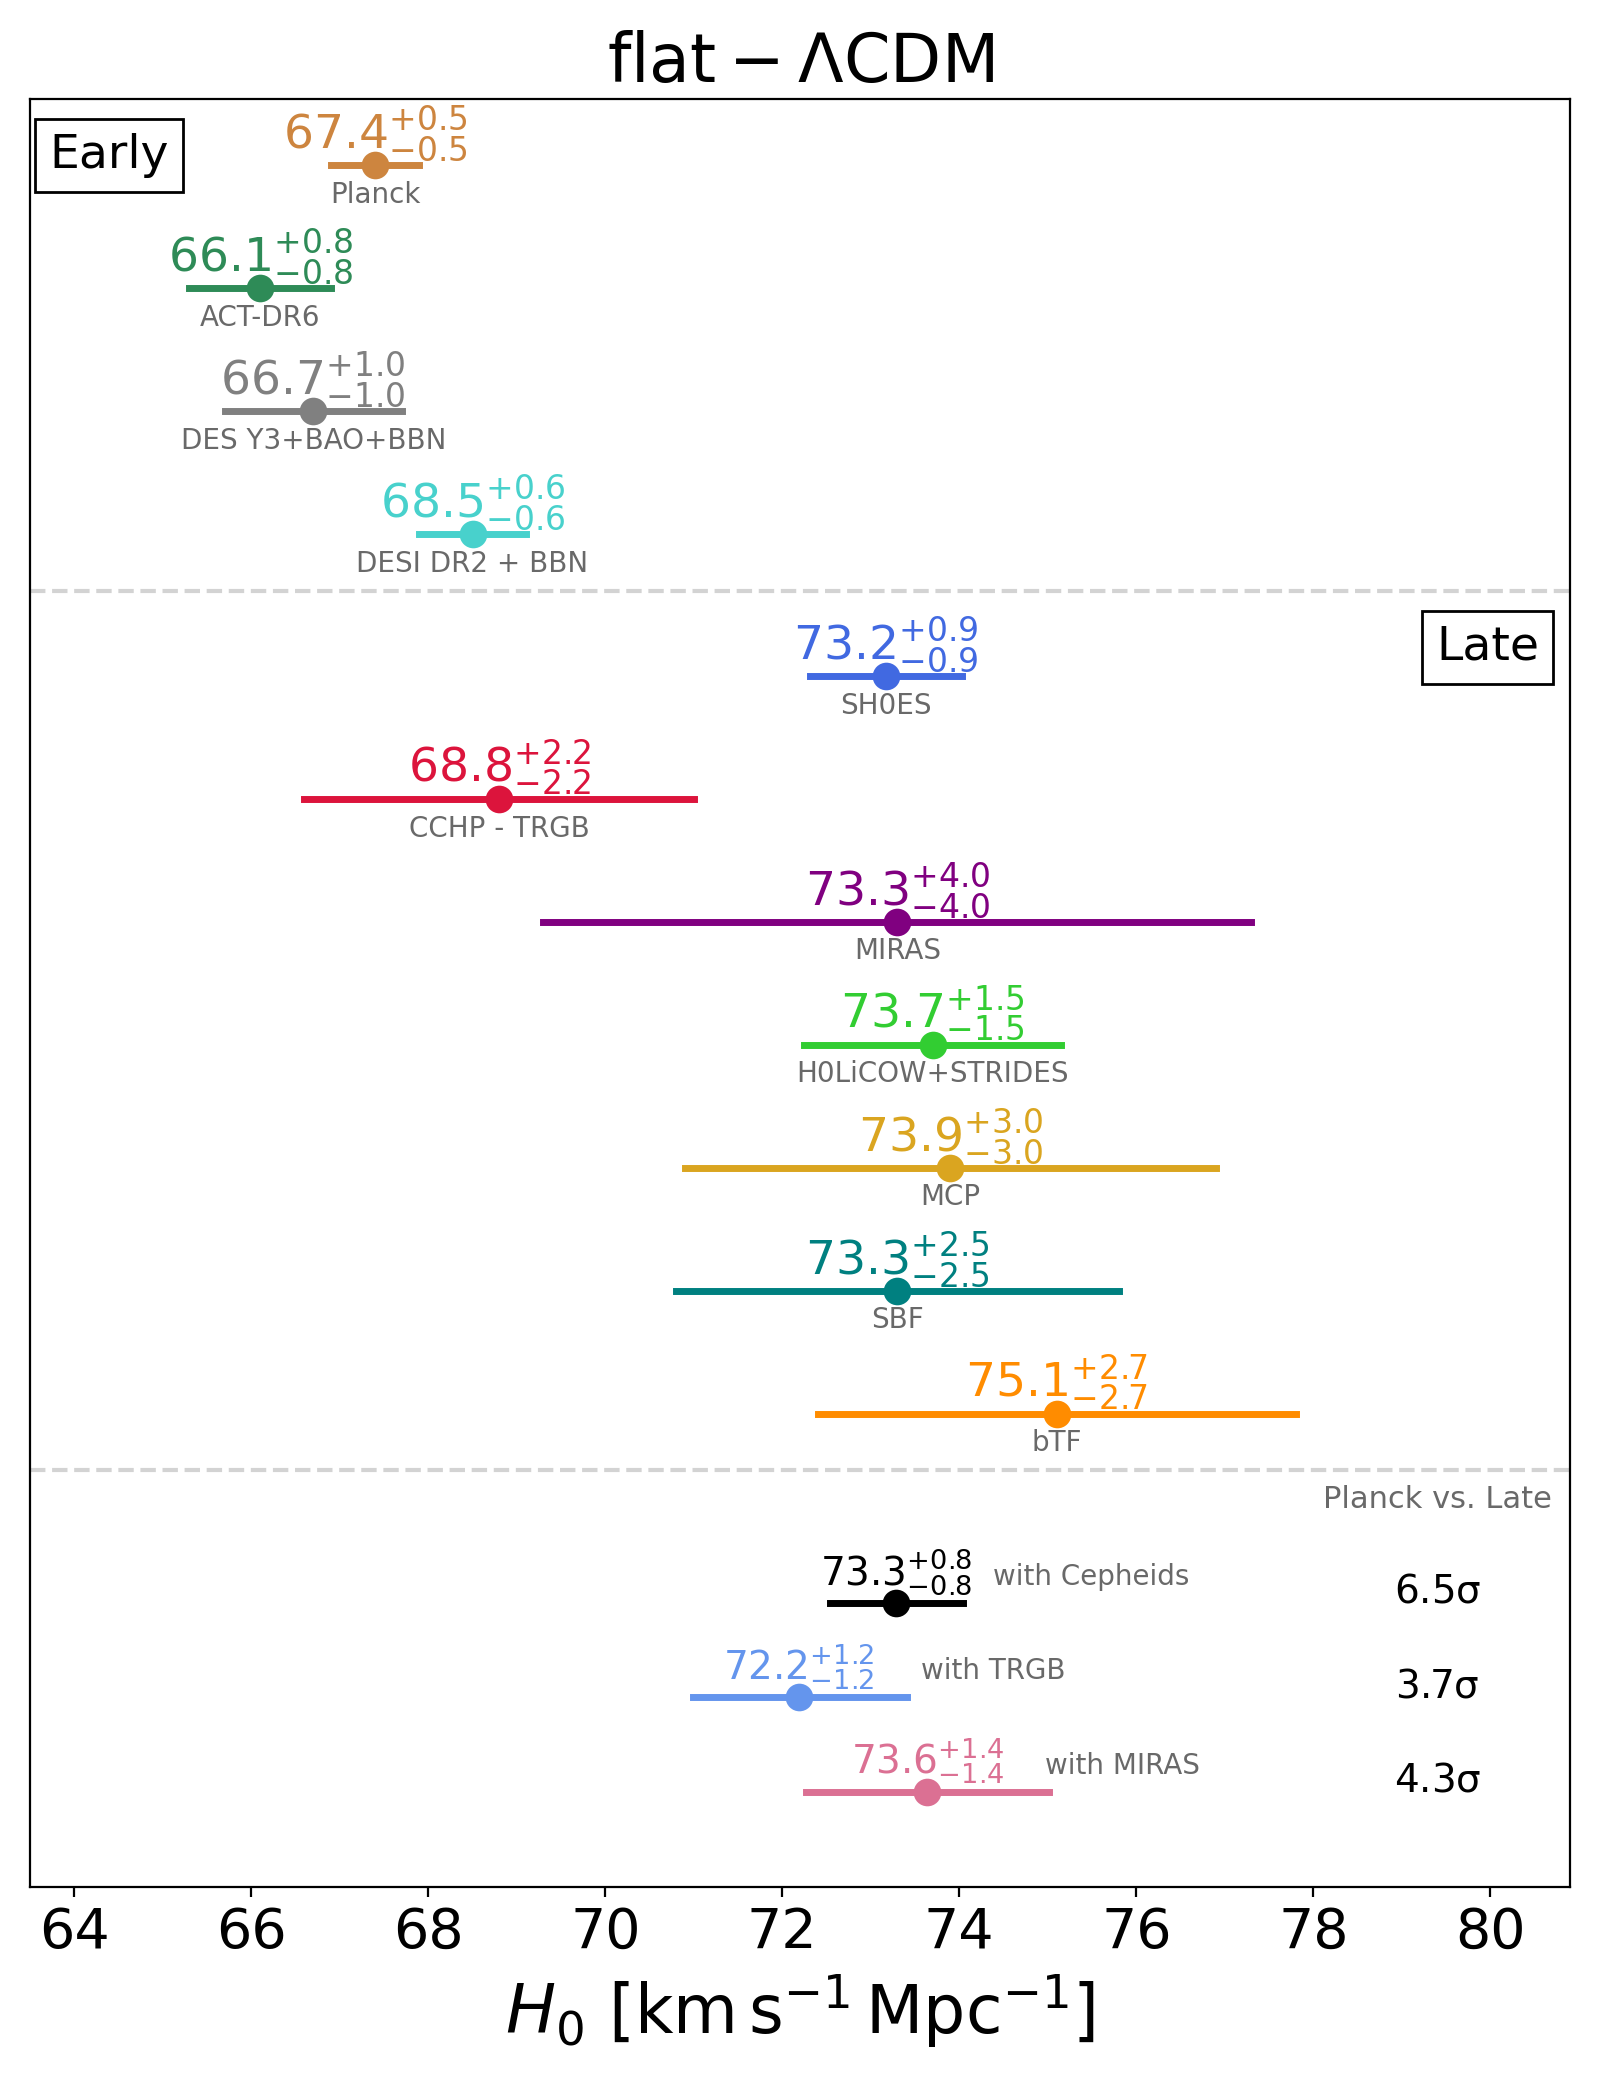 flat − ΛCDM
Early
67.4+0.5−0.5
Planck
66.1+0.8−0.8
ACT-DR6
66.7+1.0−1.0
DES Y3+BAO+BBN
68.5+0.6−0.6
DESI DR2 + BBN
Late
73.2+0.9−0.9
SH0ES
68.8+2.2−2.2
CCHP - TRGB
73.3+4.0−4.0
MIRAS
73.7+1.5−1.5
H0LiCOW+STRIDES
73.9+3.0−3.0
MCP
73.3+2.5−2.5
SBF
75.1+2.7−2.7
bTF
Planck vs. Late
73.3+0.8−0.8 with Cepheids 6.5σ
72.2+1.2−1.2 with TRGB 3.7σ
73.6+1.4−1.4 with MIRAS 4.3σ
64 66 68 70 72 74 76 78 80
H₀ [km s⁻¹ Mpc⁻¹]